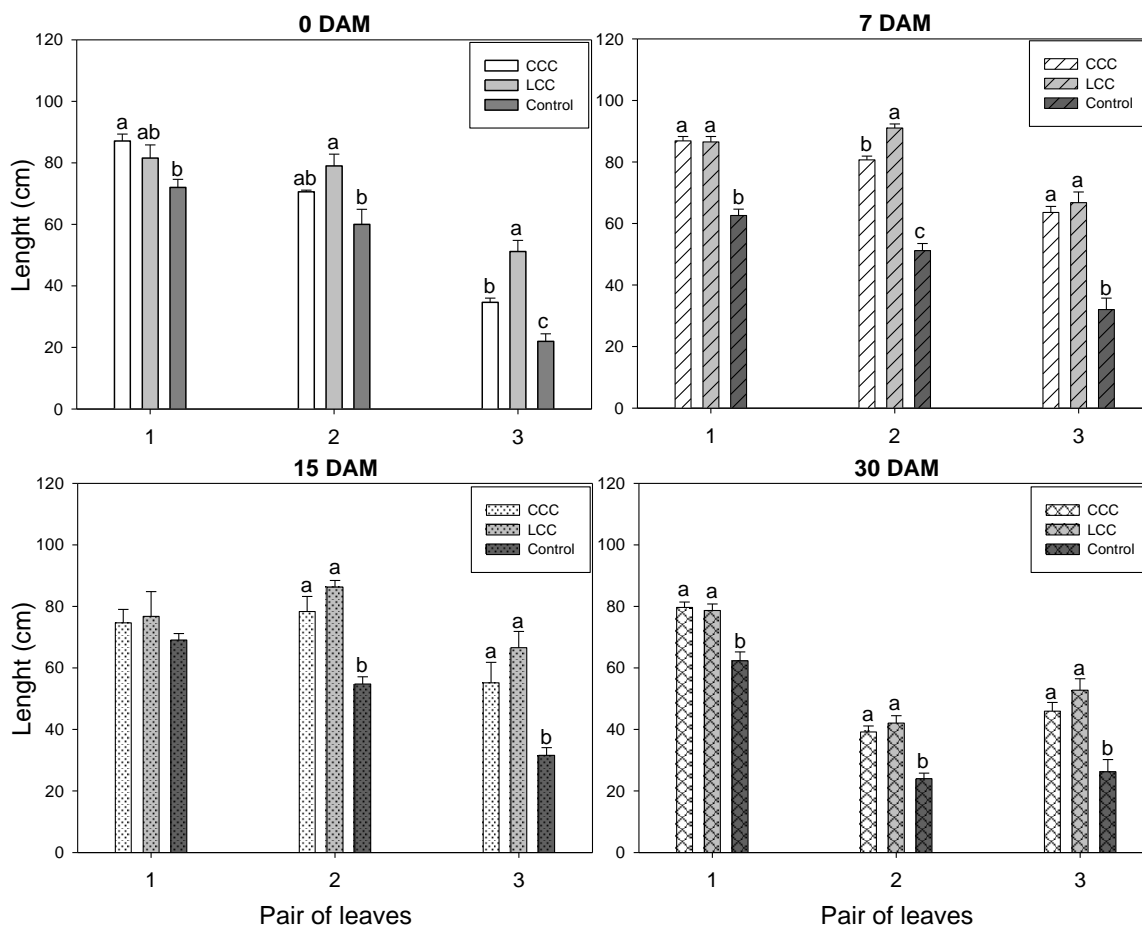 0 DAM
120
100
80
60
40
20
0
Lenght (cm)
CCC
LCC
Control
a ab b
ab a b
a b c
1 2 3
7 DAM
120
100
80
60
40
20
0
CCC
LCC
Control
a a b
b a c
a a b
1 2 3
15 DAM
120
100
80
60
40
20
0
Lenght (cm)
CCC
LCC
Control
a a b
a a b
1 2 3
Pair of leaves
30 DAM
120
100
80
60
40
20
0
CCC
LCC
Control
a a b
a a b
a a b
1 2 3
Pair of leaves